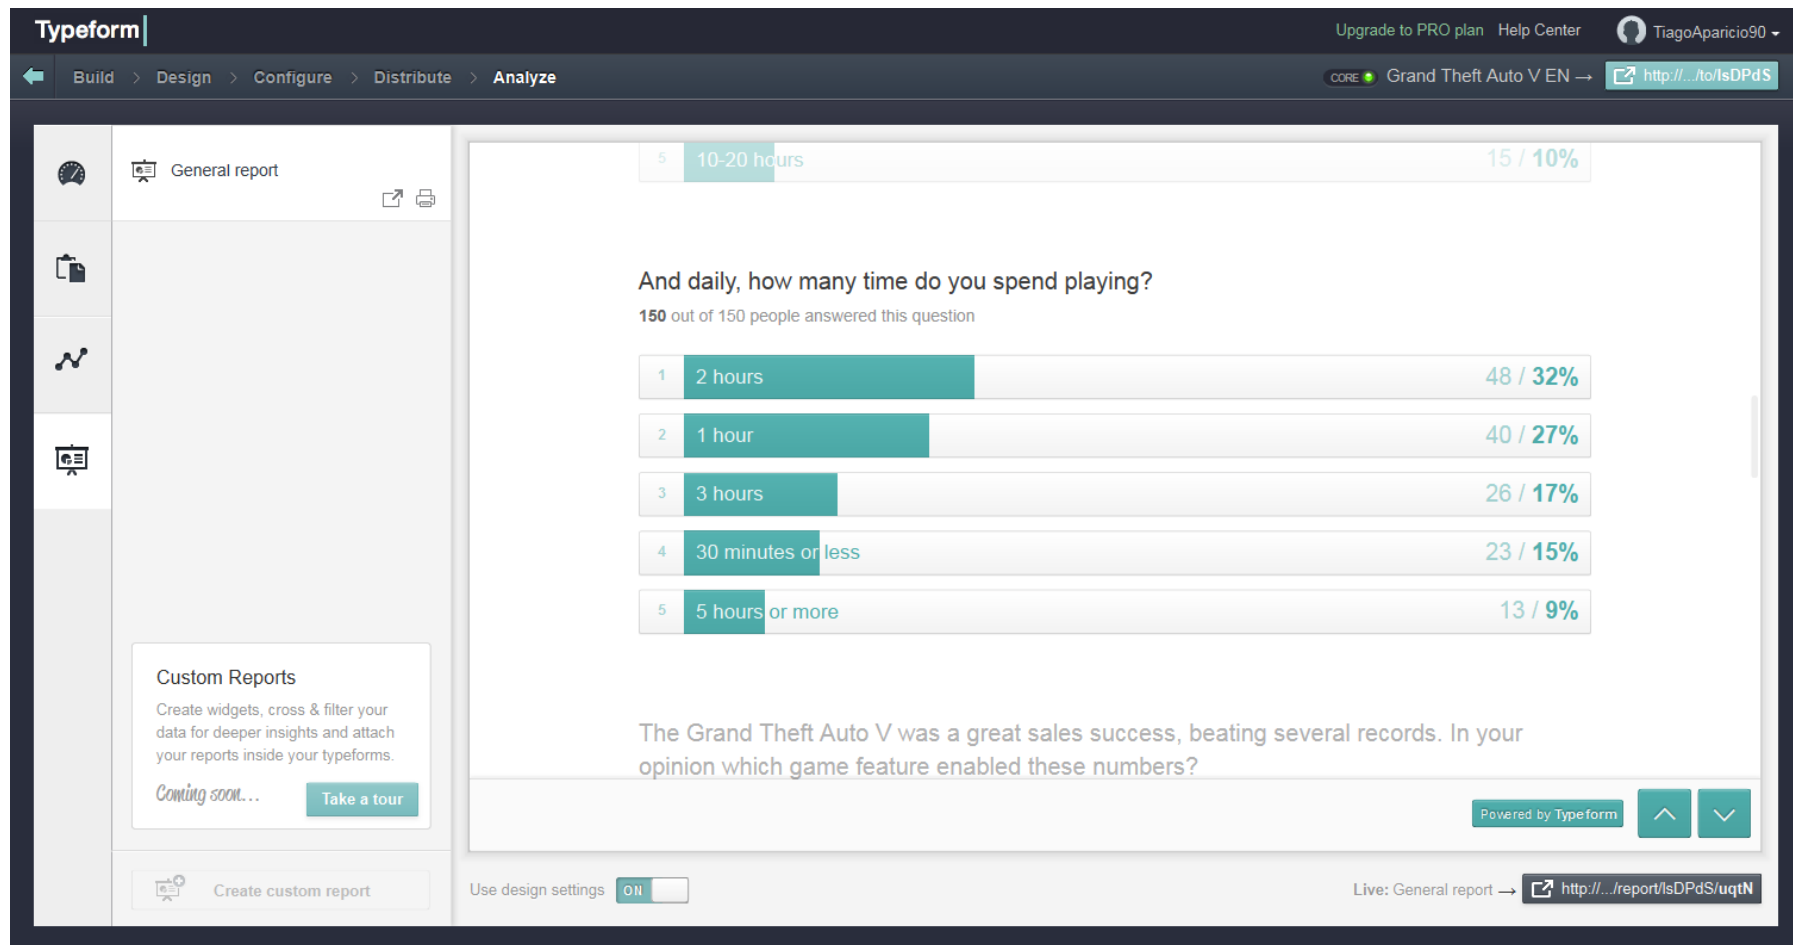 Typeform
Upgrade to PRO plan Help Center TiagoAparicio90
Build > Design > Configure > Distribute > Analyze
CORE Grand Theft Auto V EN → http://.../to/lsDPdS
General report
5 10-20 hours 15 / 10%
And daily, how many time do you spend playing?
150 out of 150 people answered this question
1 2 hours 48 / 32%
2 1 hour 40 / 27%
3 3 hours 26 / 17%
4 30 minutes or less 23 / 15%
5 5 hours or more 13 / 9%
The Grand Theft Auto V was a great sales success, beating several records. In your
opinion which game feature enabled these numbers?
Custom Reports
Create widgets, cross & filter your
data for deeper insights and attach
your reports inside your typeforms.
Coming soon...
Take a tour
Powered by Typeform
Create custom report
Use design settings ON
Live: General report → http://.../report/lsDPdS/uqtN